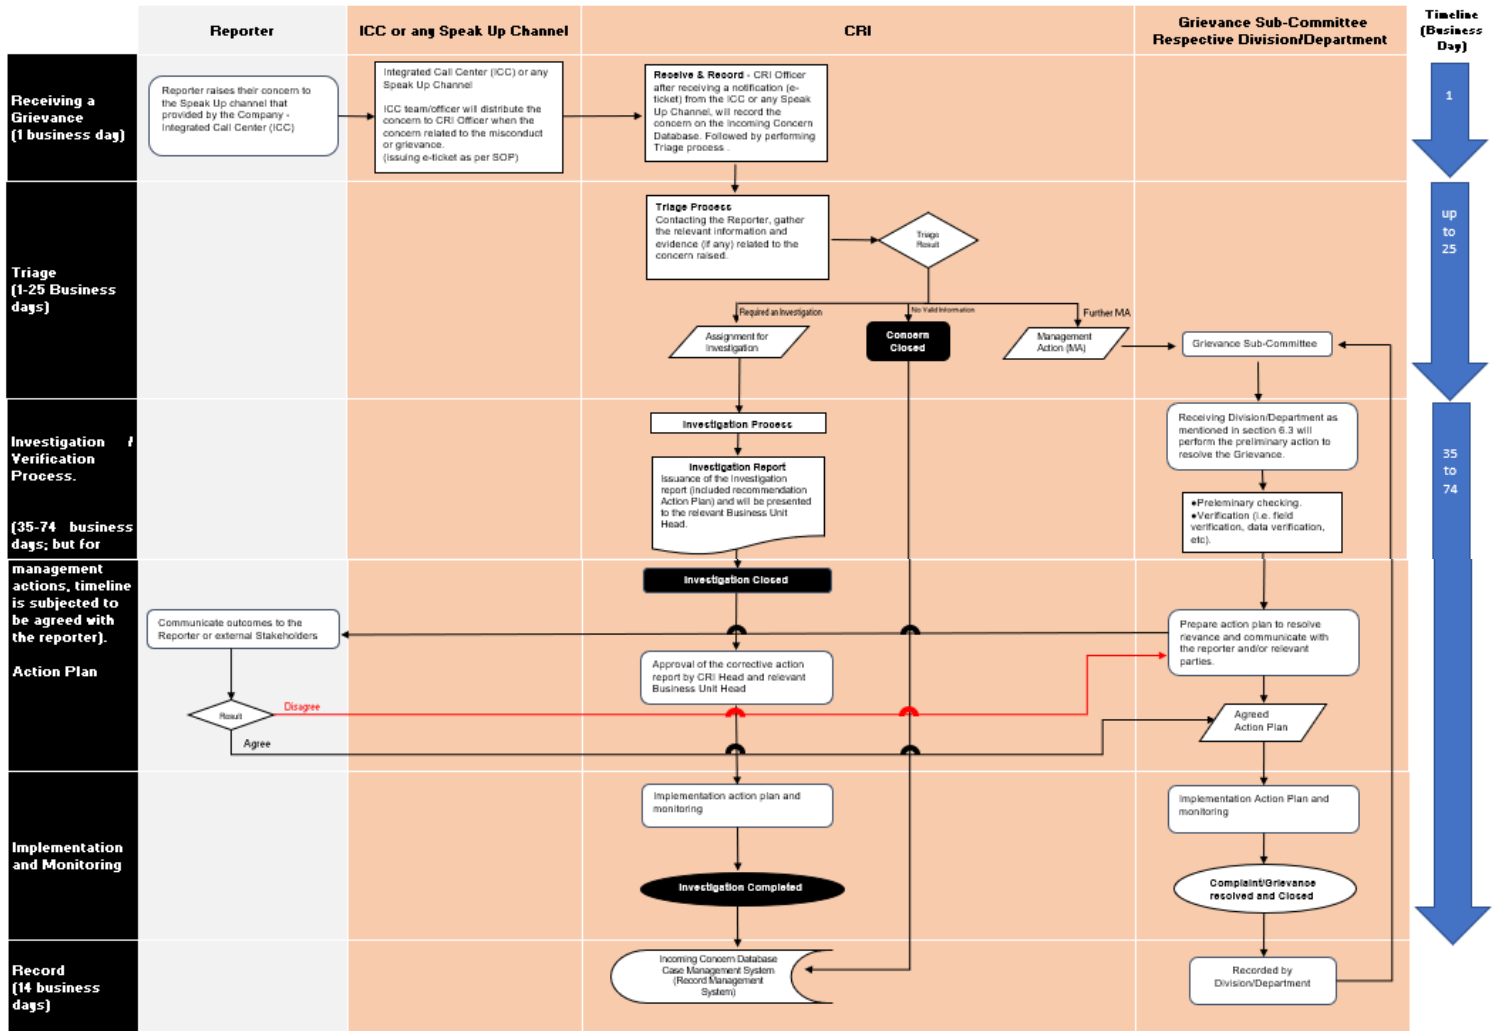 Reporter
ICC or any Speak Up Channel
CRI
Grievance Sub-Committee
Respective Division/Department
Timeline
(Business
Day)
Receiving a
Grievance
(1 business day)
Reporter raises their concern to
the Speak Up channel that
provided by the Company -
Integrated Call Center (ICC)
Integrated Call Center (ICC) or any
Speak Up Channel
ICC team/officer will distribute the
concern to CRI Officer when the
concern related to the misconduct
or grievance.
(issuing e-ticket as per SOP)
Receive & Record - CRI Officer
after receiving a notification (e-
ticket) from the ICC or any Speak
Up Channel, will record the
concern on the Incoming Concern
Database. Followed by performing
Triage process .
1
Triage
(1-25 Business
days)
Triage Process
Contacting the Reporter, gather
the relevant information and
evidence (if any) related to the
concern raised.
Triage
Result
up
to
25
Required an Investigation
No Valid Information
Further MA
Assignment for
Investigation
Concern
Closed
Management
Action (MA)
Grievance Sub-Committee
Investigation /
Verification
Process.
(35-74 business
days; but for
management
actions, timeline
is subjected to
be agreed with
the reporter).
Action Plan
Investigation Process
Investigation Report
Issuance of the Investigation
report (included recommendation
Action Plan) and will be presented
to the relevant Business Unit
Head.
Receiving Division/Department as
mentioned in section 6.3 will
perform the preliminary action to
resolve the Grievance.
●Prelemiinary checking.
●Verification (i.e. field
verification, data verification,
etc).
35
to
74
Investigation Closed
Communicate outcomes to the
Reporter or external Stakeholders
Prepare action plan to resolve
rievance and communicate with
the reporter and/or relevant
parties.
Approval of the corrective action
report by CRI Head and relevant
Business Unit Head
Result
Disagree
Agree
Agreed
Action Plan
Implementation
and Monitoring
Implementation action plan and
monitoring
Implementation Action Plan and
monitoring
Investigation Completed
Complaint/Grievance
resolved and Closed
Record
(14 business
days)
Incoming Concern Database
Case Management System
(Record Management
System)
Recorded by
Division/Department